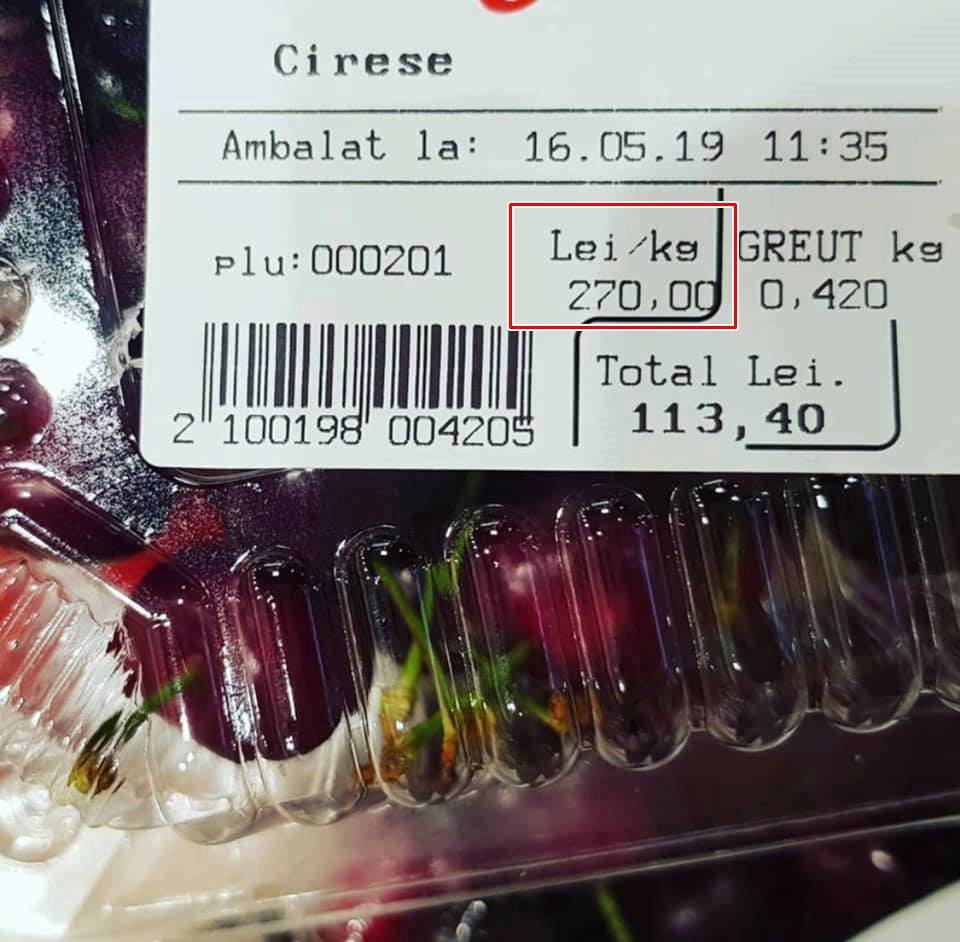 Cirese
Ambalat la: 16.05.19 11:35
plu:000201
Lei/kg
270,00
GREUT kg
0,420
Total Lei.
113,40
2 100198 004205